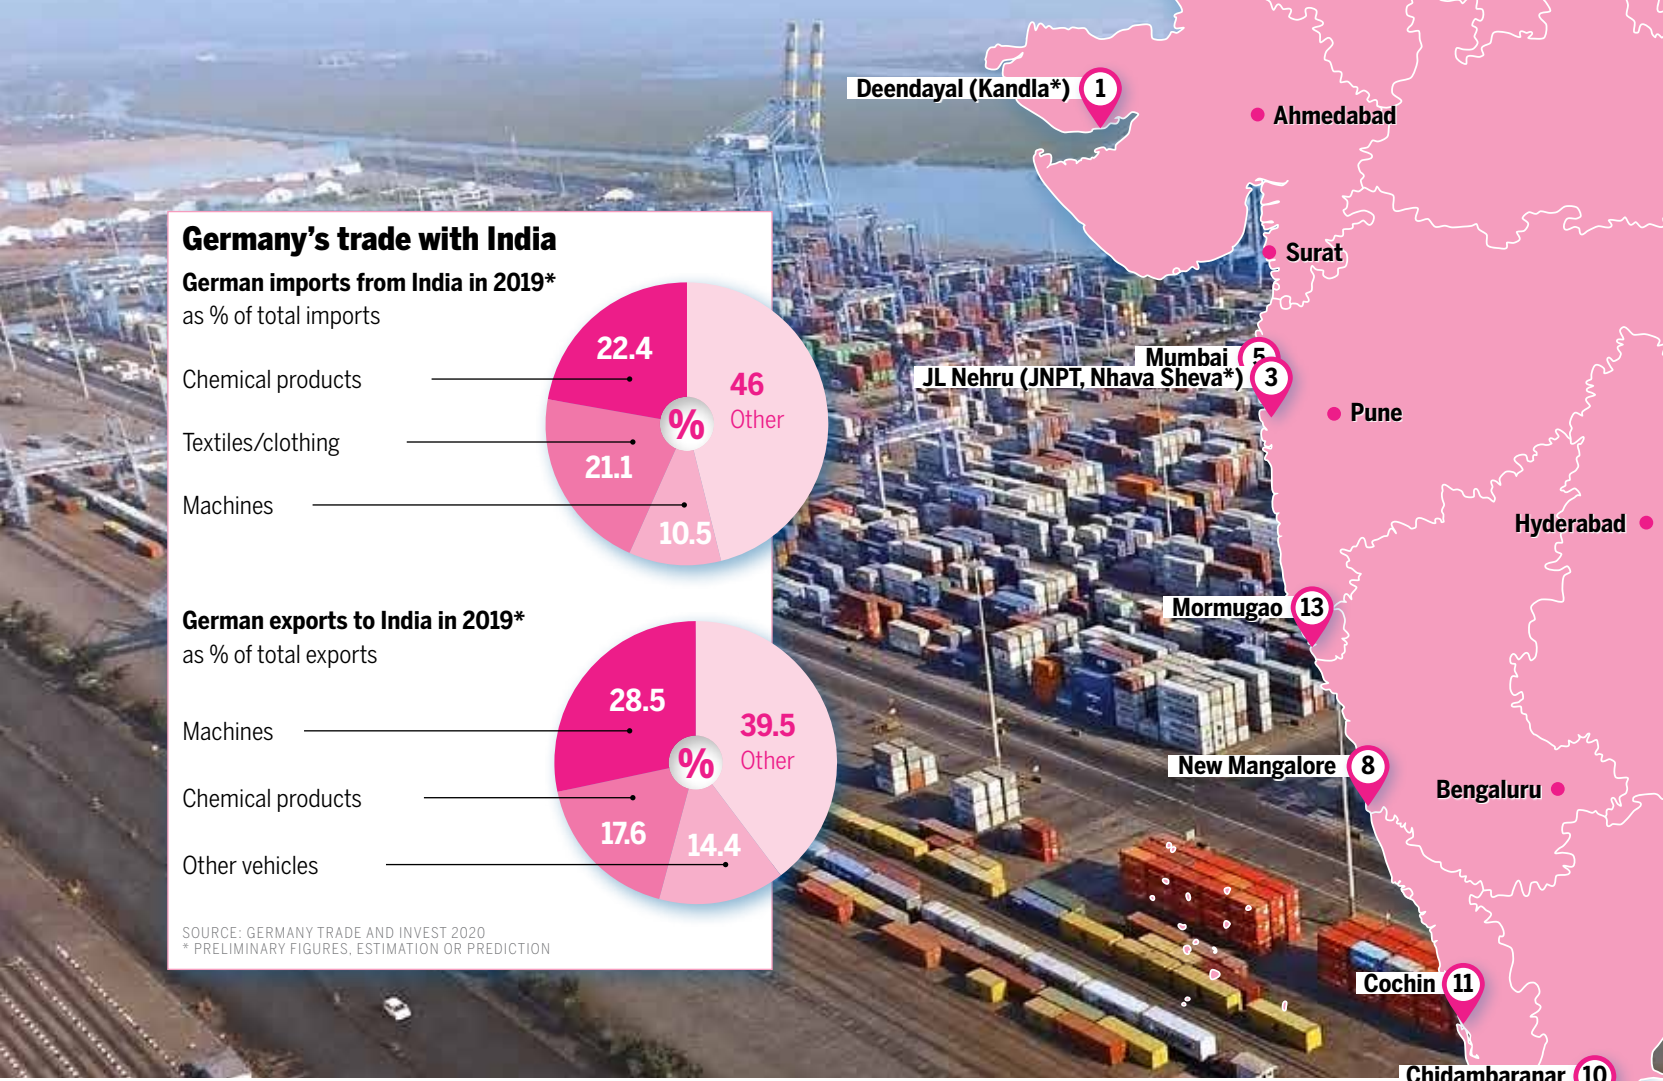 Deendayal (Kandla*) 1
Ahmedabad
Surat
Mumbai 5
JL Nehru (JNPT, Nhava Sheva*) 3
Pune
Hyderabad
Mormugao 13
New Mangalore 8
Bengaluru
Cochin 11
Chidambaranar 10
Germany’s trade with India
German imports from India in 2019*
as % of total imports
Chemical products
22.4
Textiles/clothing
21.1
Machines
10.5
46
Other
%
German exports to India in 2019*
as % of total exports
Machines
28.5
Chemical products
17.6
Other vehicles
14.4
39.5
Other
%
SOURCE: GERMANY TRADE AND INVEST 2020
* PRELIMINARY FIGURES, ESTIMATION OR PREDICTION